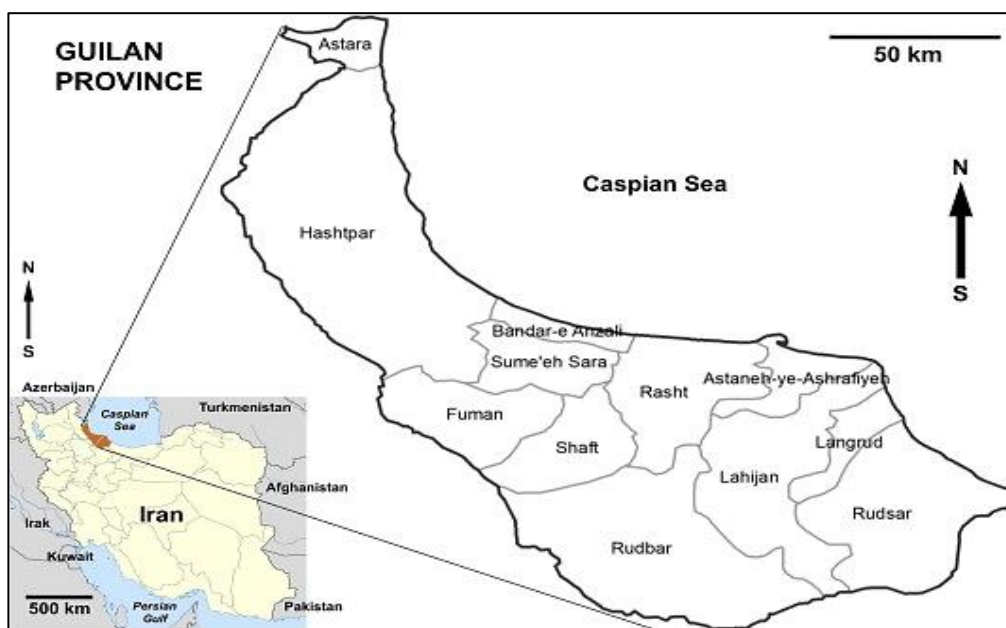 GUILAN
PROVINCE
Astara
50 km
Caspian Sea
N
S
Hashtpar
Bandar-e Anzali
Sume'eh Sara
Rasht
Astaneh-ye-Ashrafiyeh
Fuman
Shaft
Langrud
Lahijan
Rudsar
Rudbar
N
S
Azerbaijan
Caspian
Sea
Turkmenistan
Afghanistan
Iran
Irak
Kuwait
500 km
Persian
Gulf
Pakistan